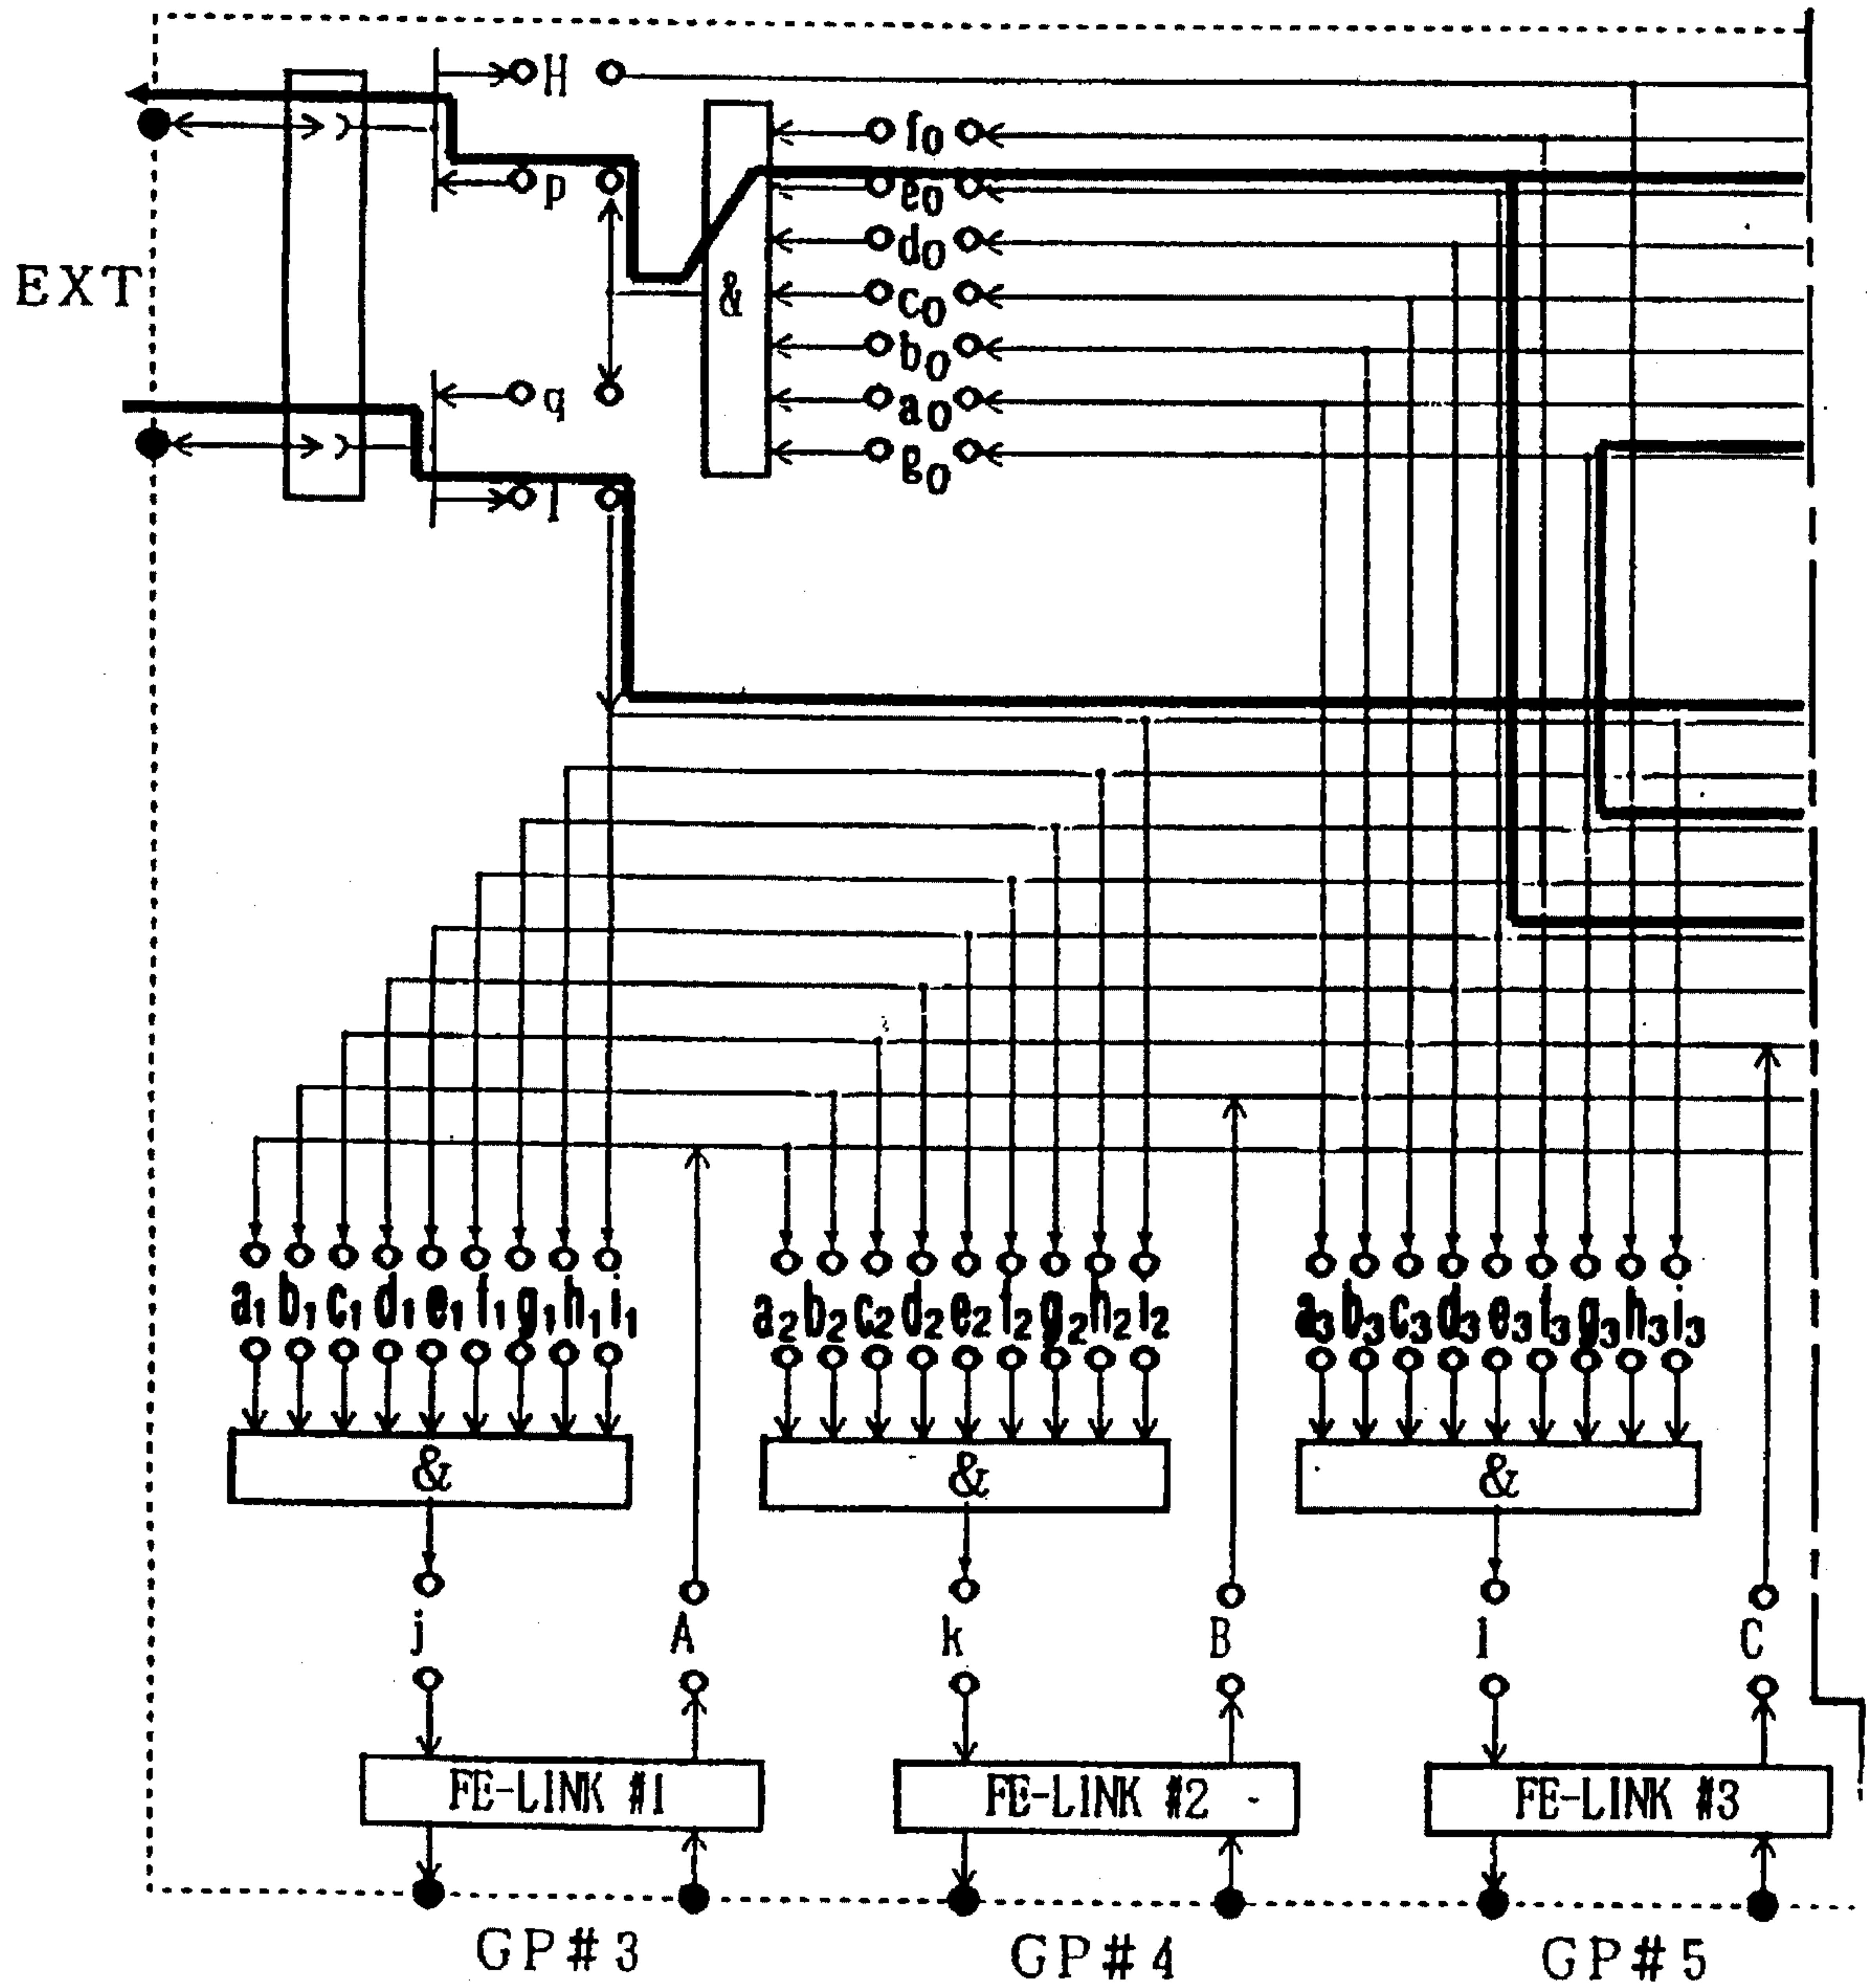 H
f0
p
e0
d0
EXT
&
c0
b0
q
a0
g0
I
a1 b1 c1 d1 e1 f1 g1 h1 i1
a2 b2 c2 d2 e2 f2 g2 h2 i2
a3 b3 c3 d3 e3 f3 g3 h3 i3
&
&
&
j
A
k
B
l
C
FE-LINK #1
FE-LINK #2
FE-LINK #3
GP#3
GP#4
GP#5